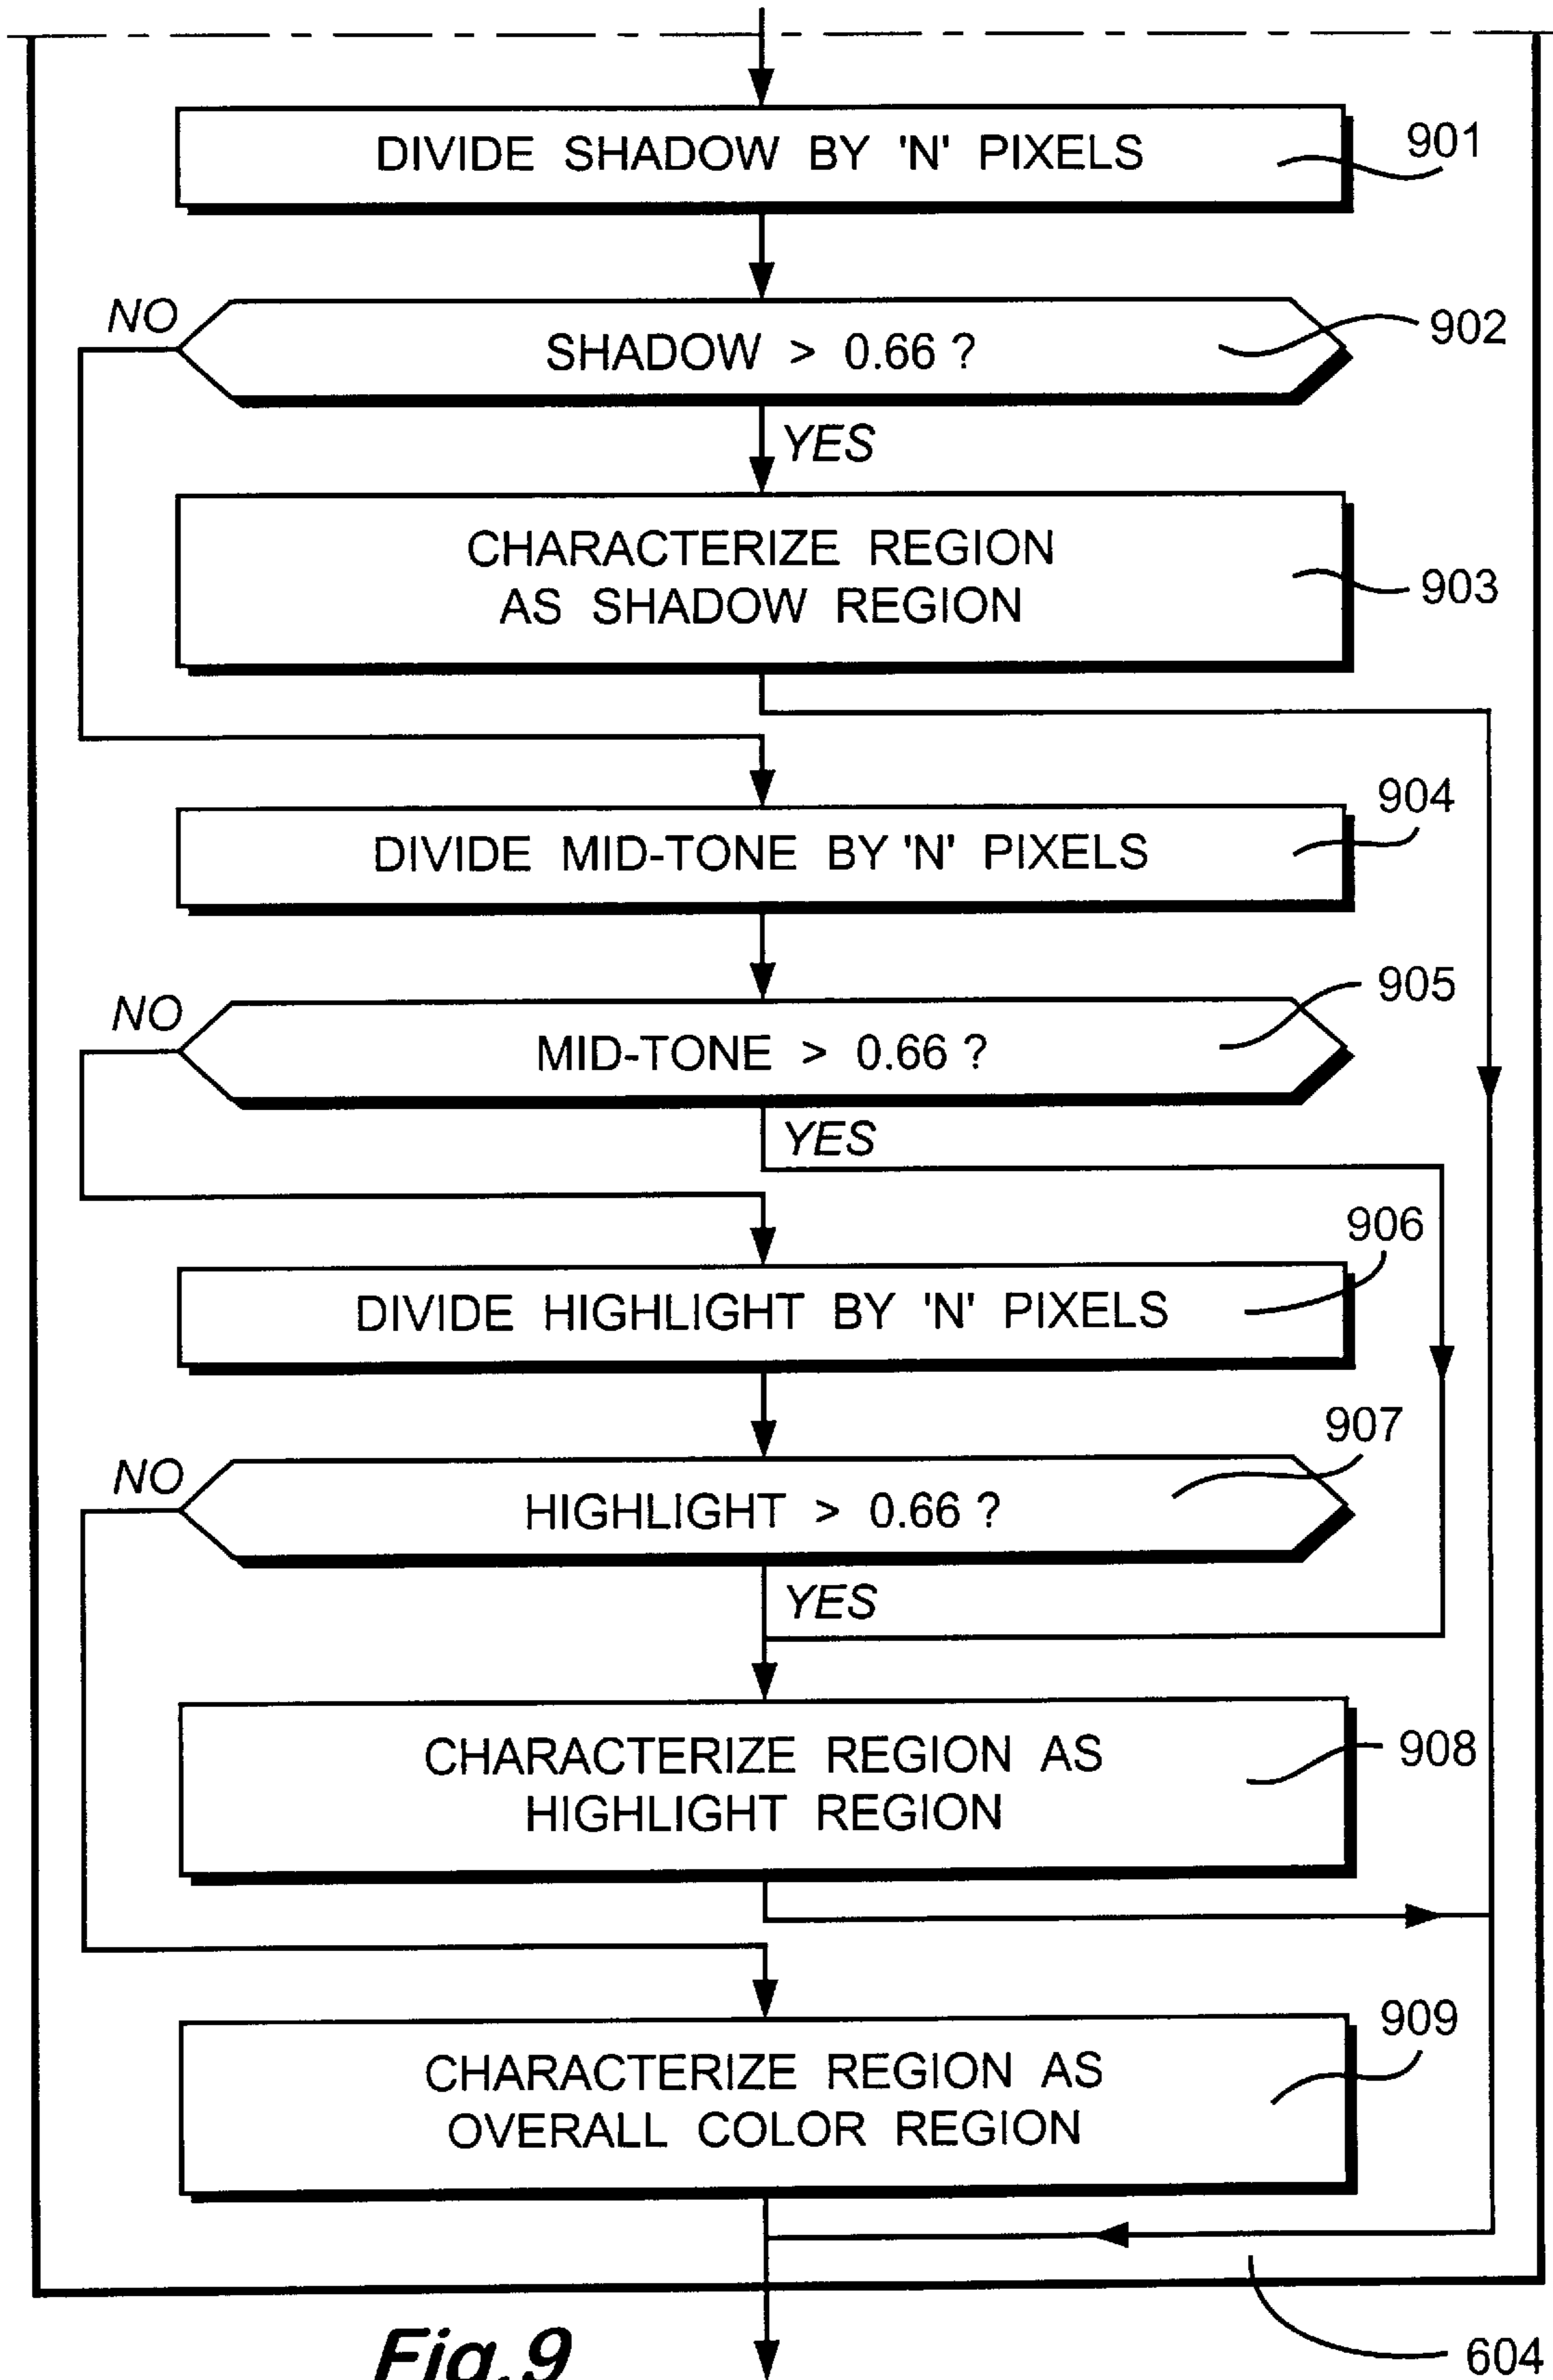 DIVIDE SHADOW BY 'N' PIXELS
901
NO
SHADOW > 0.66 ?
902
YES
CHARACTERIZE REGION
AS SHADOW REGION
903
904
DIVIDE MID-TONE BY 'N' PIXELS
905
NO
MID-TONE > 0.66 ?
YES
906
DIVIDE HIGHLIGHT BY 'N' PIXELS
907
NO
HIGHLIGHT > 0.66 ?
YES
CHARACTERIZE REGION AS
HIGHLIGHT REGION
908
909
CHARACTERIZE REGION AS
OVERALL COLOR REGION
Fig.9
604